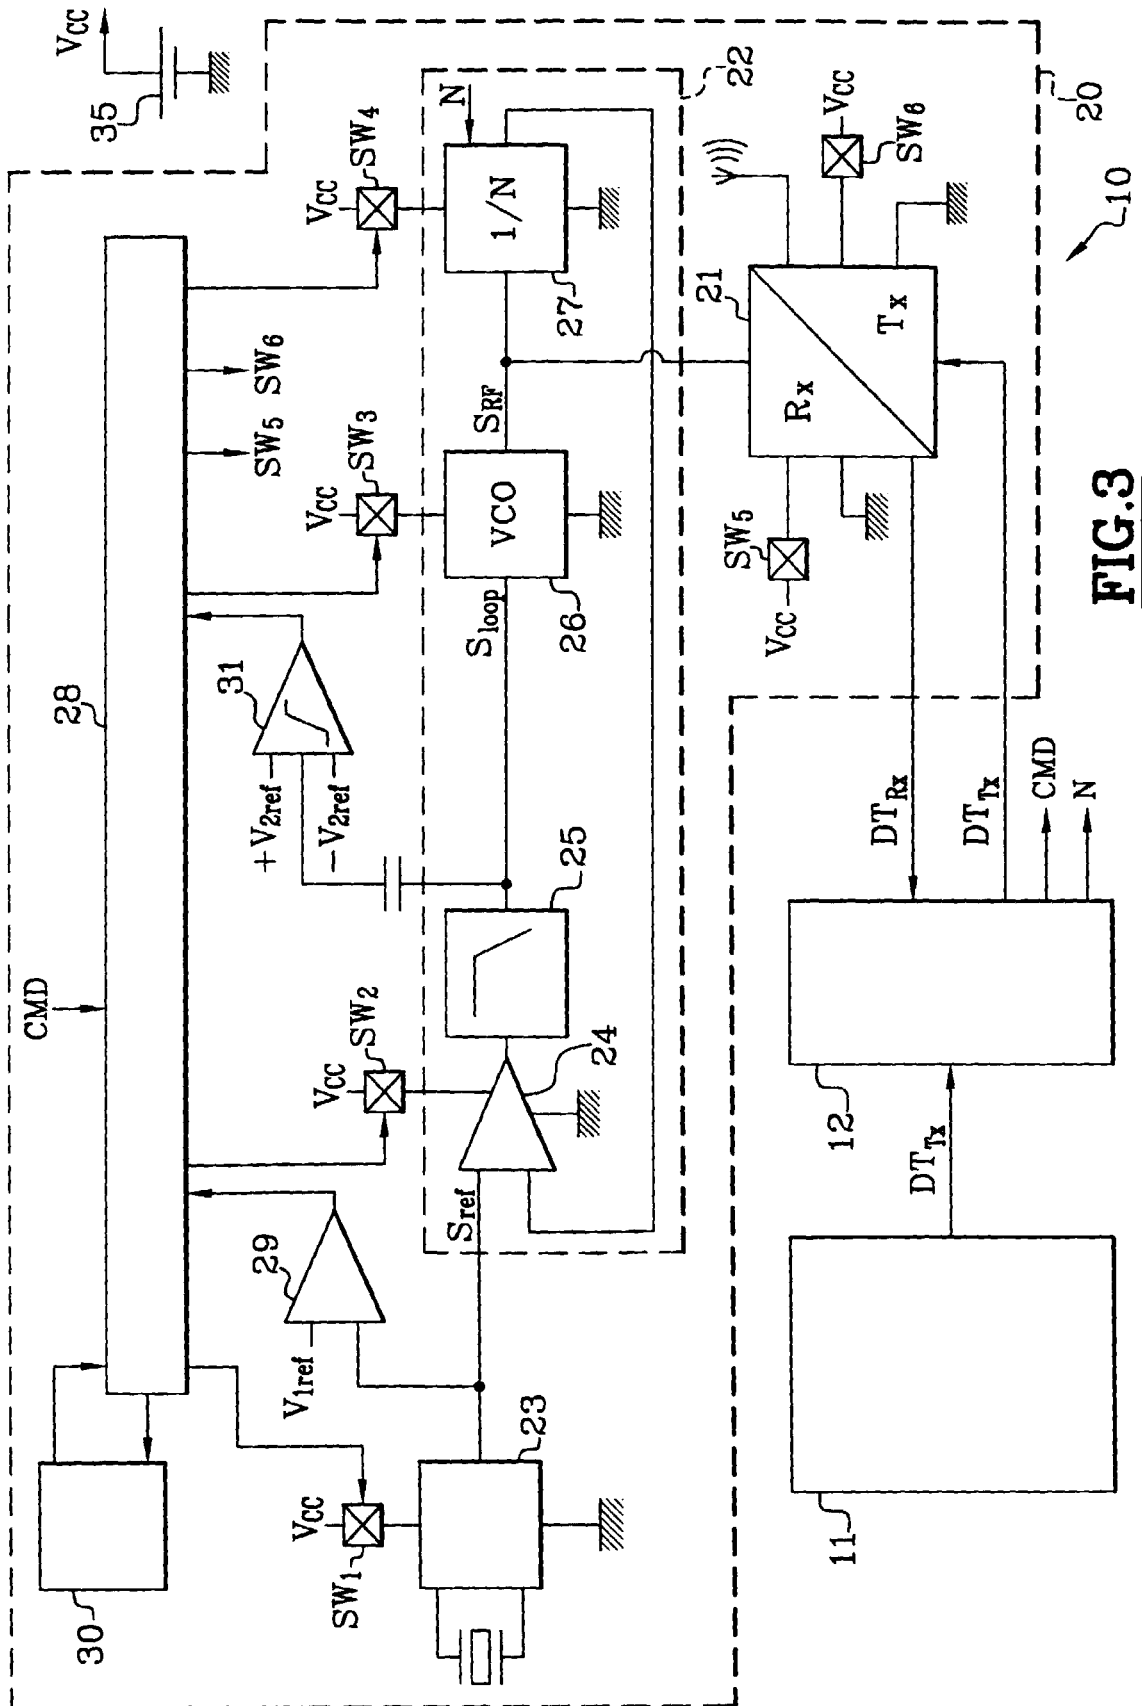 30
28
CMD
35
VCC
VCC
SW1
V1ref
29
VCC
SW2
+V2ref
-V2ref
31
SW5
SW6
VCC
SW3
VCC
SW4
23
Sref
24
25
Sloop
VCO
26
SRF
1/N
27
N
22
VCC
SW5
Rx
Tx
21
VCC
SW6
20
10
11
DTTx
12
DTRx
DTTx
CMD
N
FIG.3